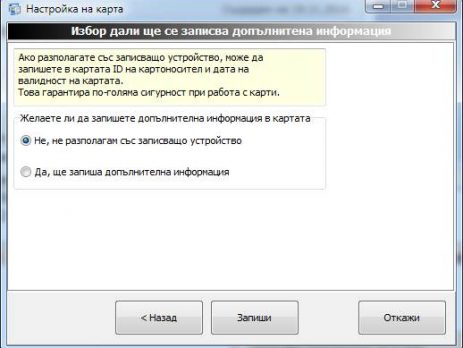 Настройка на карта
Избор дали ще се записва допълнителна информация
Ако разполагате със записващо устройство, може да
запишете в картата ID на картоносител и дата на
валидност на картата.
Това гарантира по-голяма сигурност при работа с карти.
Желаете ли да запишете допълнителна информация в картата
Не, не разполагам със записващо устройство
Да, ще запиша допълнителна информация
< Назад
Запиши
Откажи